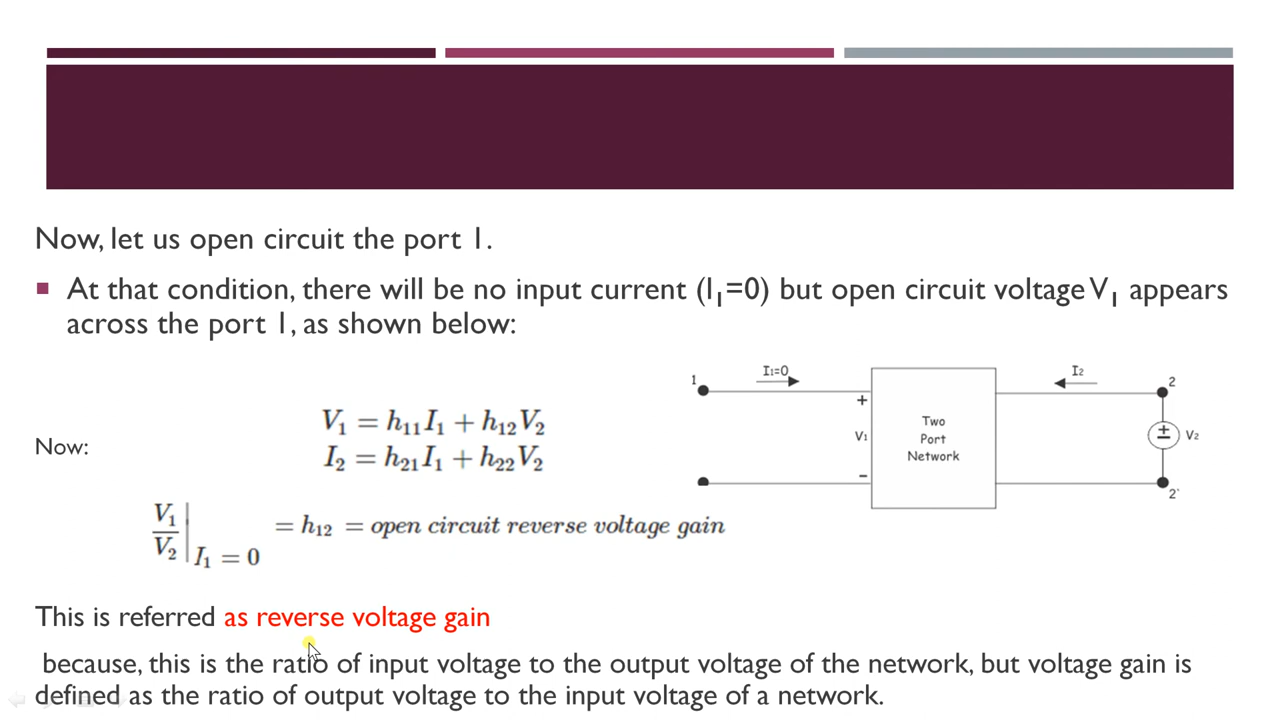 Now, let us open circuit the port 1.
■ At that condition, there will be no input current (I₁=0) but open circuit voltage V₁ appears
across the port 1, as shown below:
Now:
V₁ = h₁₁I₁ + h₁₂V₂
I₂ = h₂₁I₁ + h₂₂V₂
V₁/V₂ | I₁ = 0 = h₁₂ = open circuit reverse voltage gain
1
I₁=0
+
V₁
−
Two
Port
Network
I₂
2
±
V₂
2'
This is referred as reverse voltage gain
because, this is the ratio of input voltage to the output voltage of the network, but voltage gain is
defined as the ratio of output voltage to the input voltage of a network.